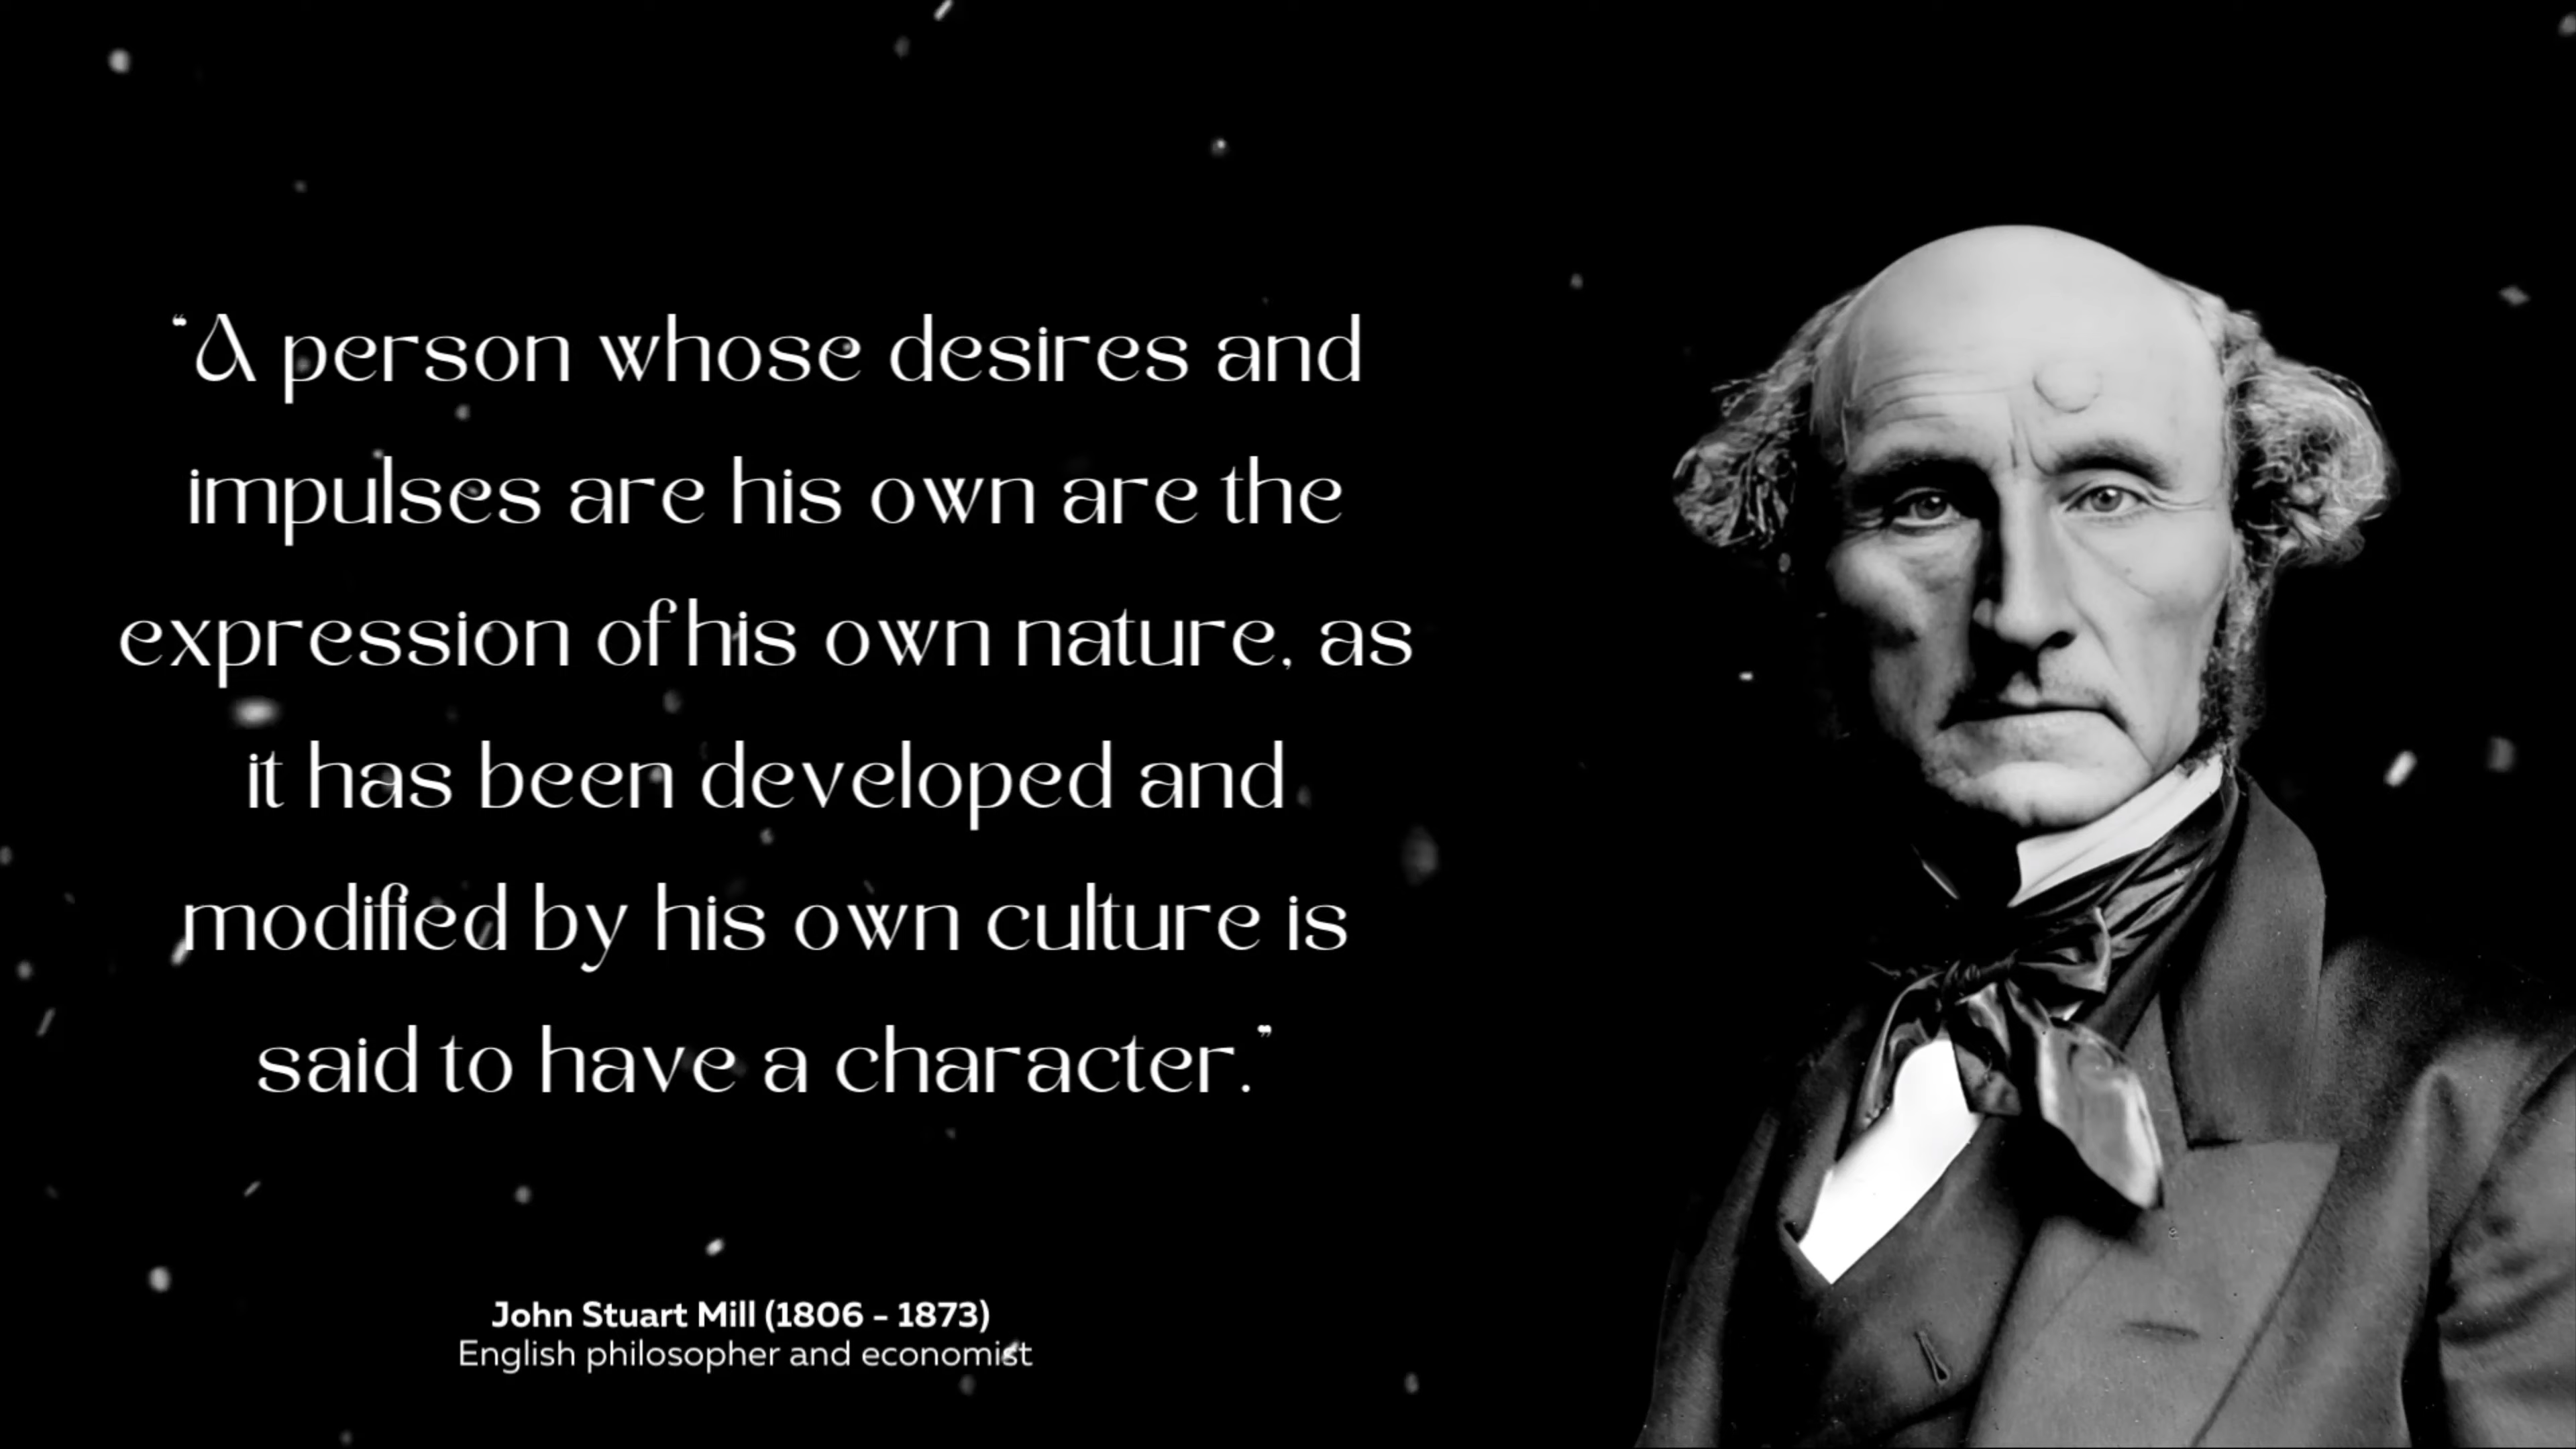 “A person whose desires and
impulses are his own are the
expression of his own nature, as
it has been developed and
modified by his own culture is
said to have a character.”
John Stuart Mill (1806 - 1873)
English philosopher and economist